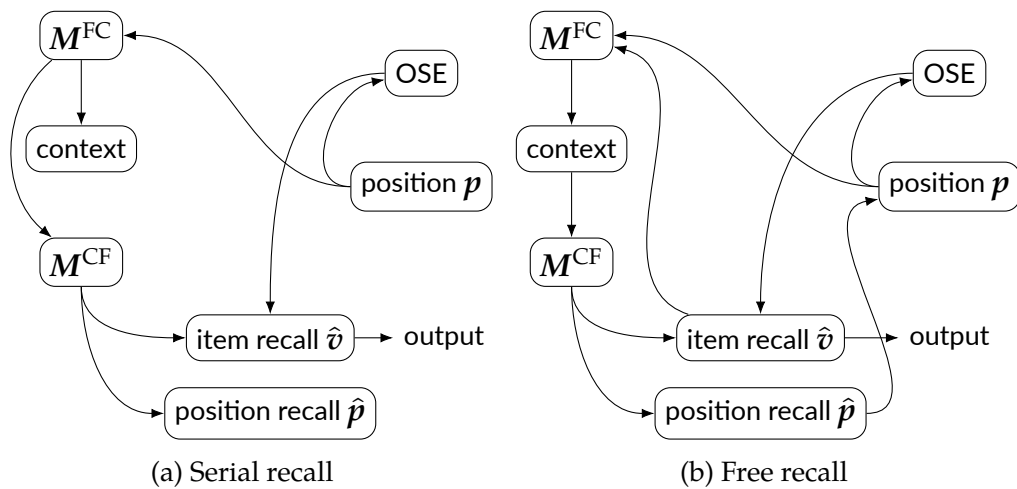 M^FC
OSE
context
position p
M^CF
item recall v̂
output
position recall p̂
(a) Serial recall
M^FC
OSE
context
position p
M^CF
item recall v̂
output
position recall p̂
(b) Free recall